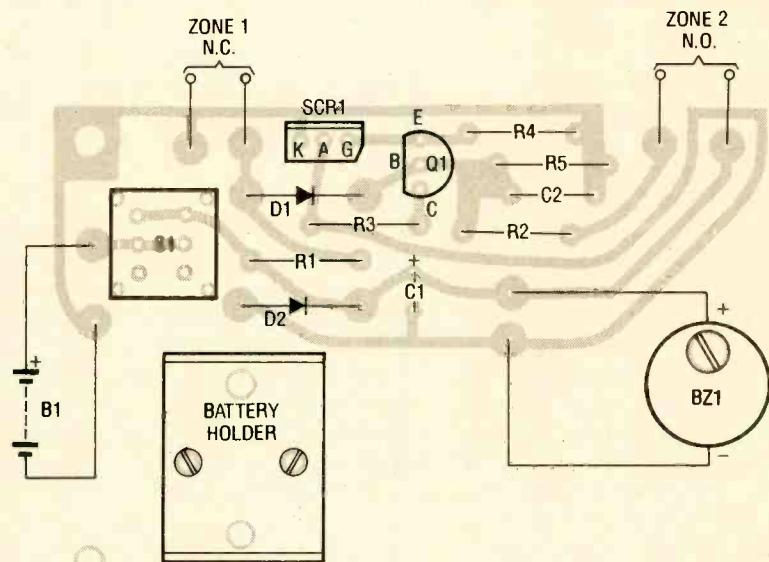 ZONE 1
N.C.
ZONE 2
N.O.
SCR1
K A G
E
B
Q1
C
R4
R5
C2
D1
R3
R2
R1
+
C1
D2
+
B1
BATTERY
HOLDER
+
BZ1
−